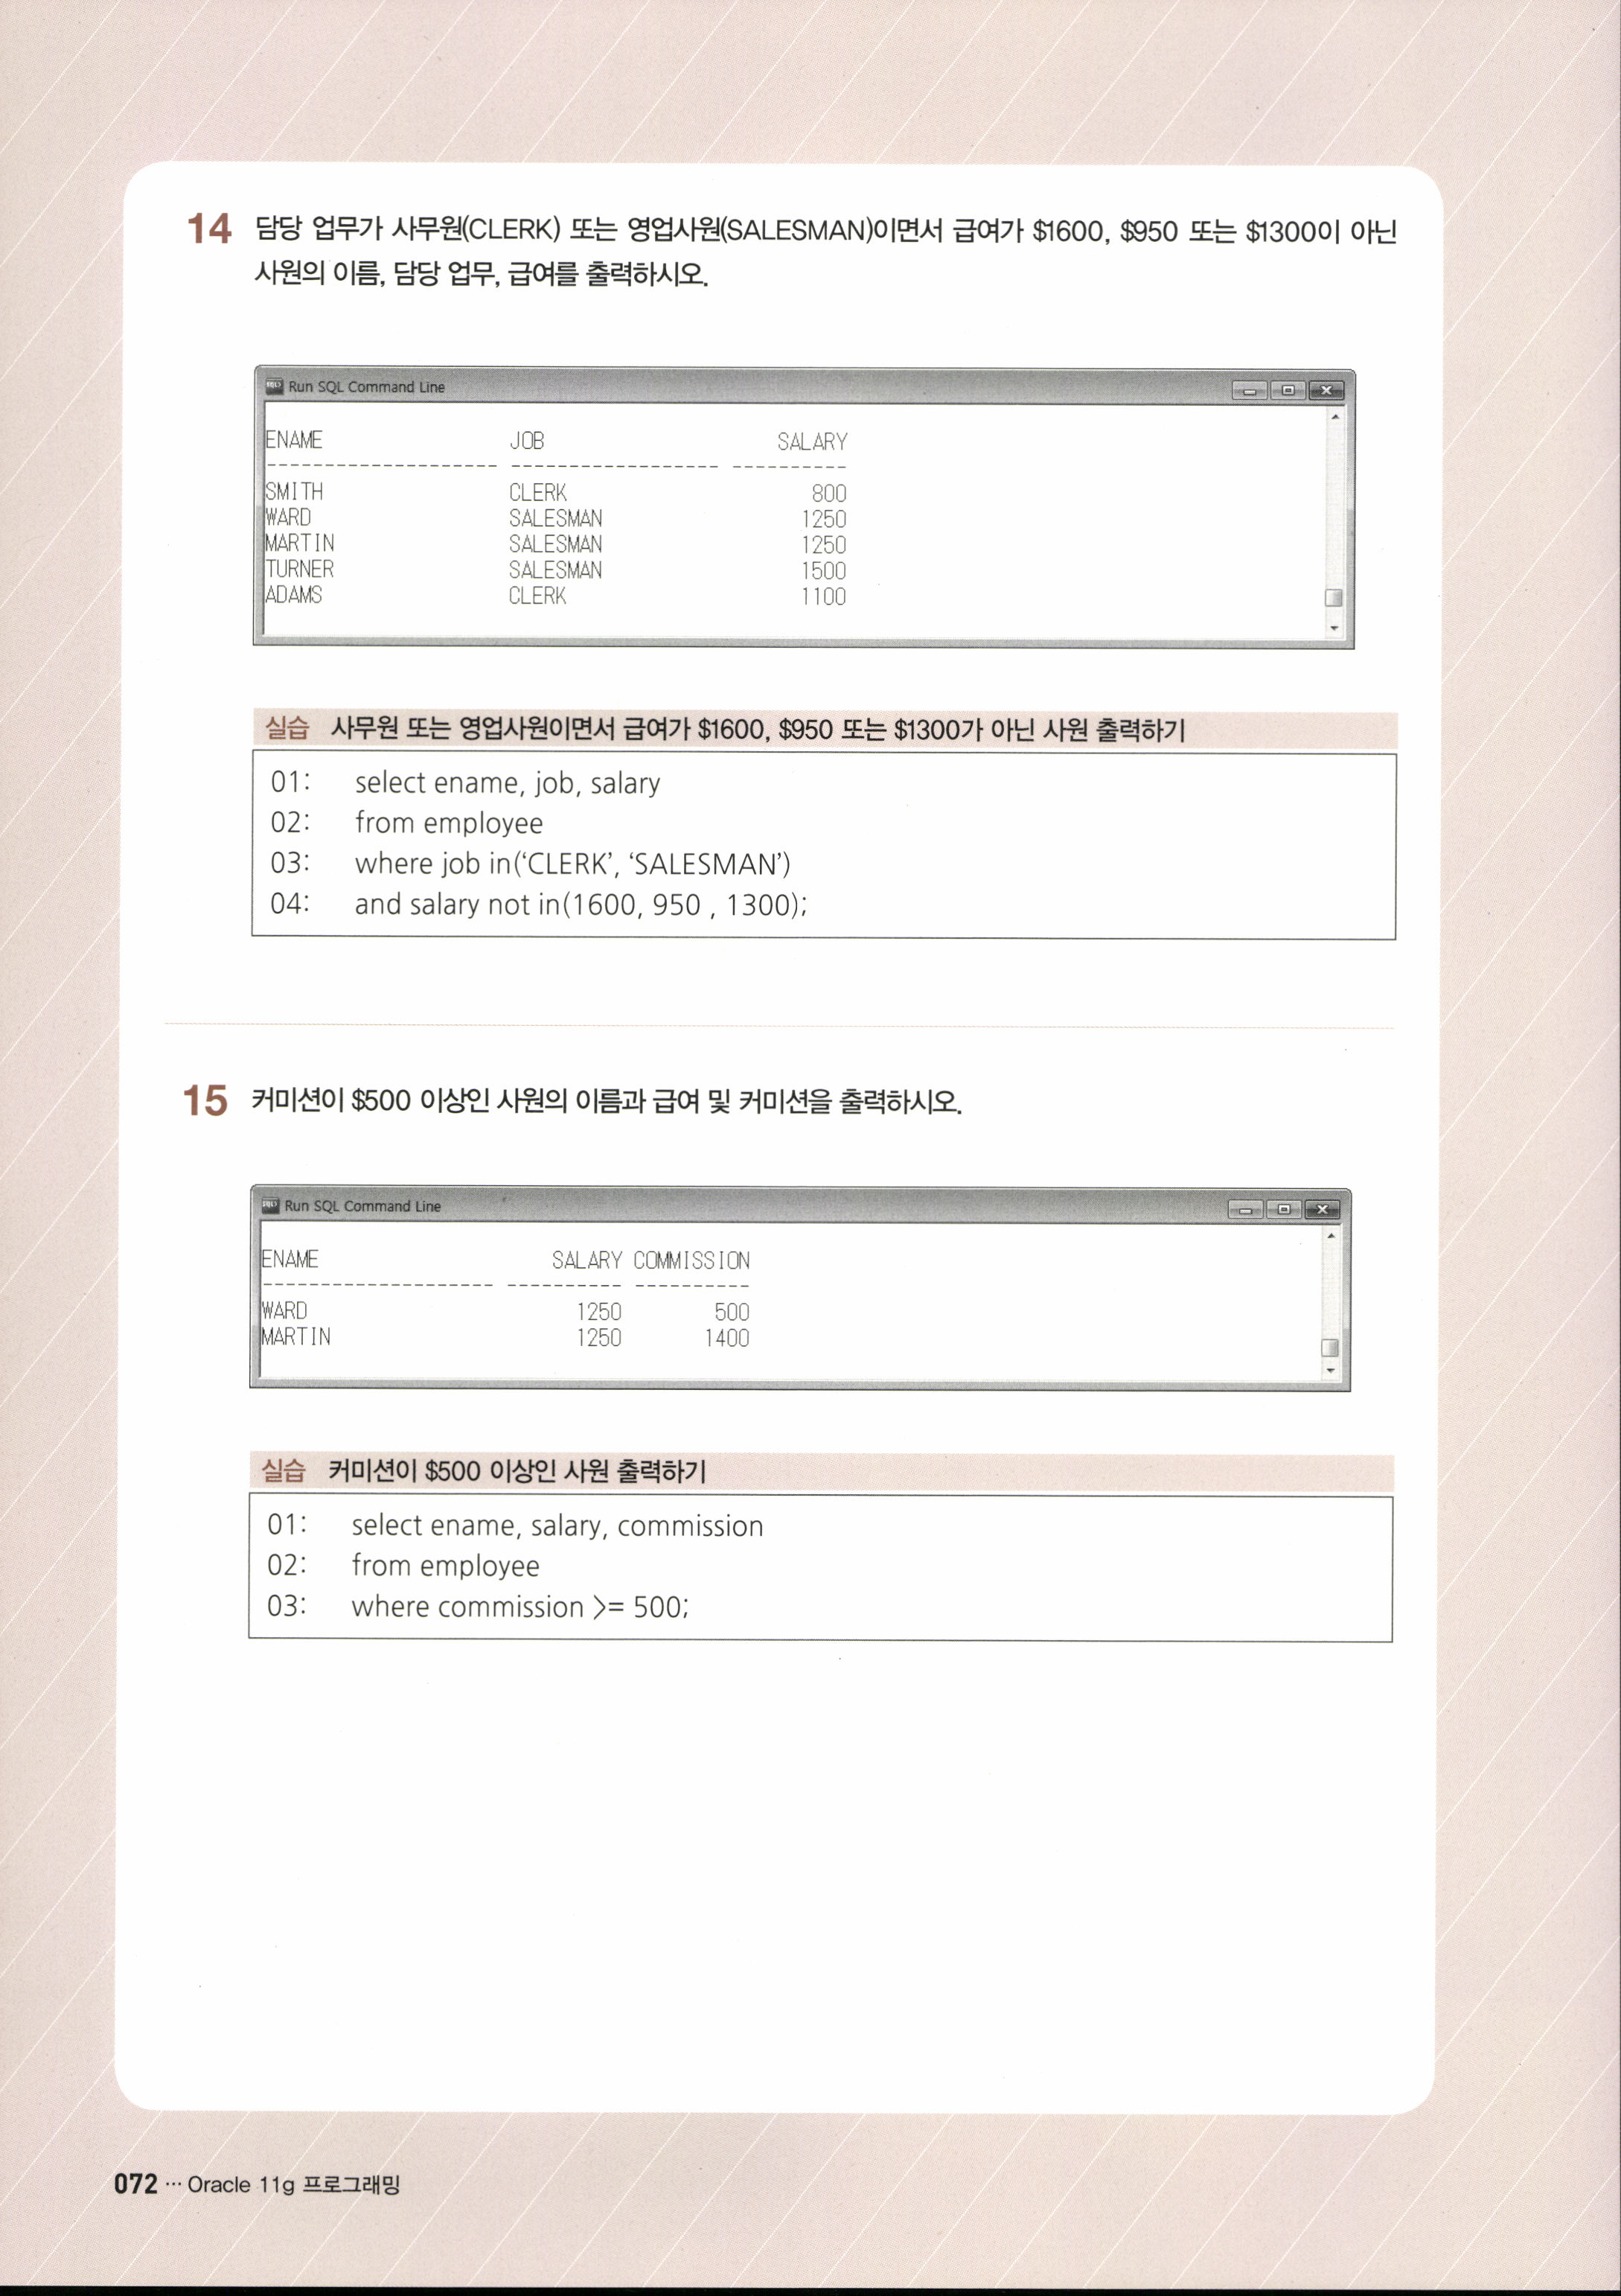 14 담당 업무가 사무원(CLERK) 또는 영업사원(SALESMAN)이면서 급여가 $1600, $950 또는 $1300이 아닌
사원의 이름, 담당 업무, 급여를 출력하시오.
Run SQL Command Line
ENAME JOB SALARY
-------------------- ------------------ ----------
SMITH CLERK 800
WARD SALESMAN 1250
MARTIN SALESMAN 1250
TURNER SALESMAN 1500
ADAMS CLERK 1100
실습 사무원 또는 영업사원이면서 급여가 $1600, $950 또는 $1300가 아닌 사원 출력하기
01: select ename, job, salary
02: from employee
03: where job in(‘CLERK’, ‘SALESMAN’)
04: and salary not in(1600, 950 , 1300);
15 커미션이 $500 이상인 사원의 이름과 급여 및 커미션을 출력하시오.
Run SQL Command Line
ENAME SALARY COMMISSION
-------------------- ---------- ----------
WARD 1250 500
MARTIN 1250 1400
실습 커미션이 $500 이상인 사원 출력하기
01: select ename, salary, commission
02: from employee
03: where commission >= 500;
072 ··· Oracle 11g 프로그래밍